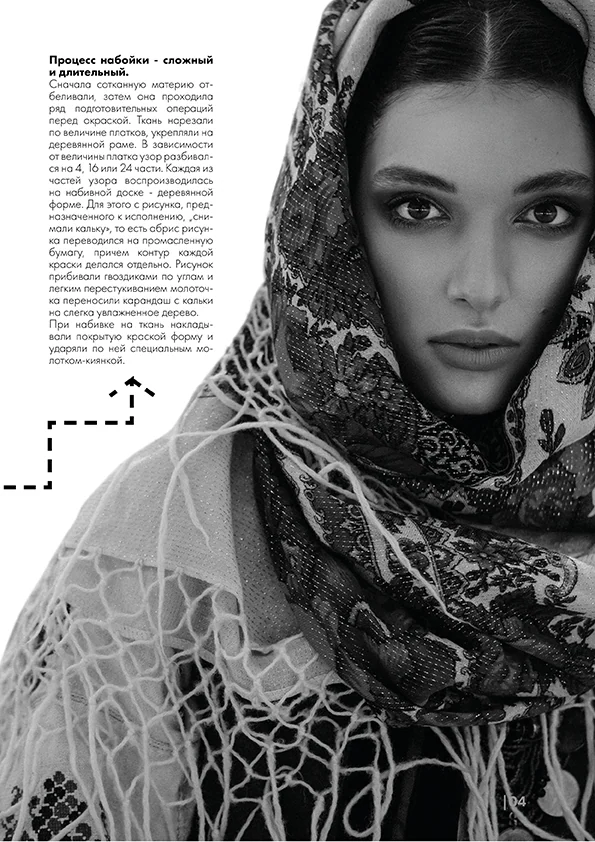 Процесс набойки - сложный
и длительный.
Сначала сотканную материю от-
беливали, затем она проходила
ряд подготовительных операций
перед окраской. Ткань нарезали
по величине платков, укрепляли на
деревянной раме. В зависимости
от величины платка узор разбивал-
ся на 4, 16 или 24 части. Каждая из
частей узора воспроизводилась
на набивной доске - деревянной
форме. Для этого с рисунка, пред-
назначенного к исполнению, „сни-
мали кальку», то есть абрис рисун-
ка переводился на промасленную
бумагу, причем контур каждой
краски делался отдельно. Рисунок
прибивали гвоздиками по углам и
легким перестукиванием молоточ-
ка переносили карандаш с кальки
на слегка увлажненное дерево.
При набивке на ткань наклады-
вали покрытую краской форму и
ударяли по ней специальным мо-
лотком-киянкой.
|04